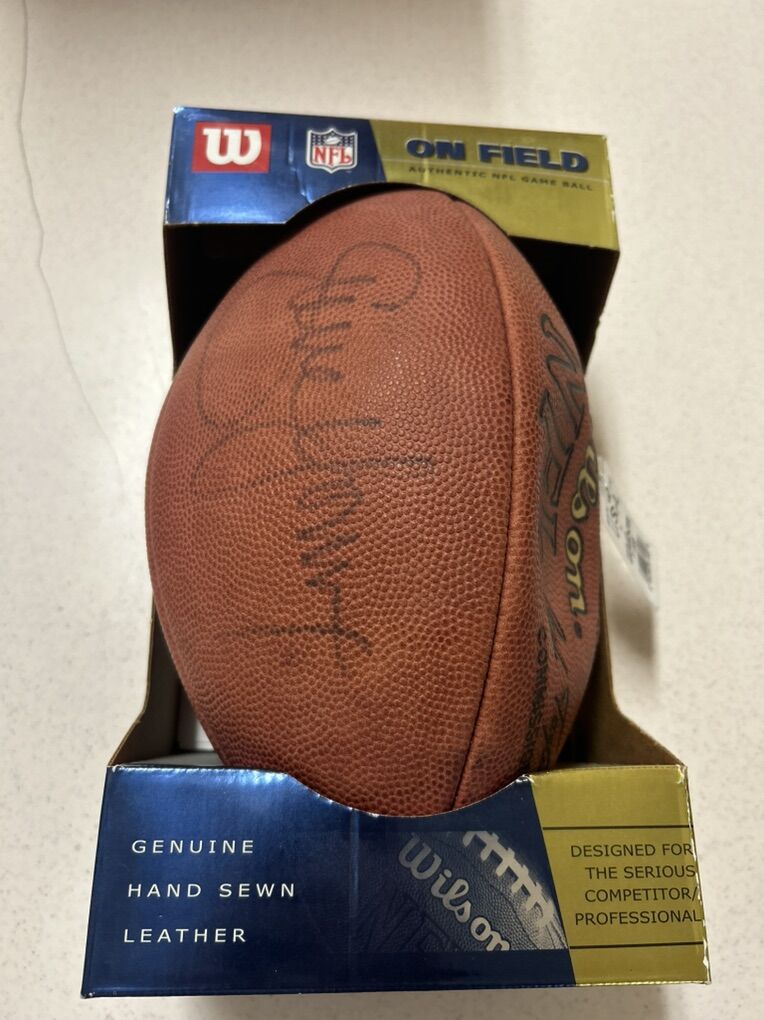 W
NFL
ON FIELD
AUTHENTIC NFL GAME BALL
NFL
Wilson
GENUINE
HAND SEWN
LEATHER
Wilson
DESIGNED FOR
THE SERIOUS
COMPETITOR/
PROFESSIONAL